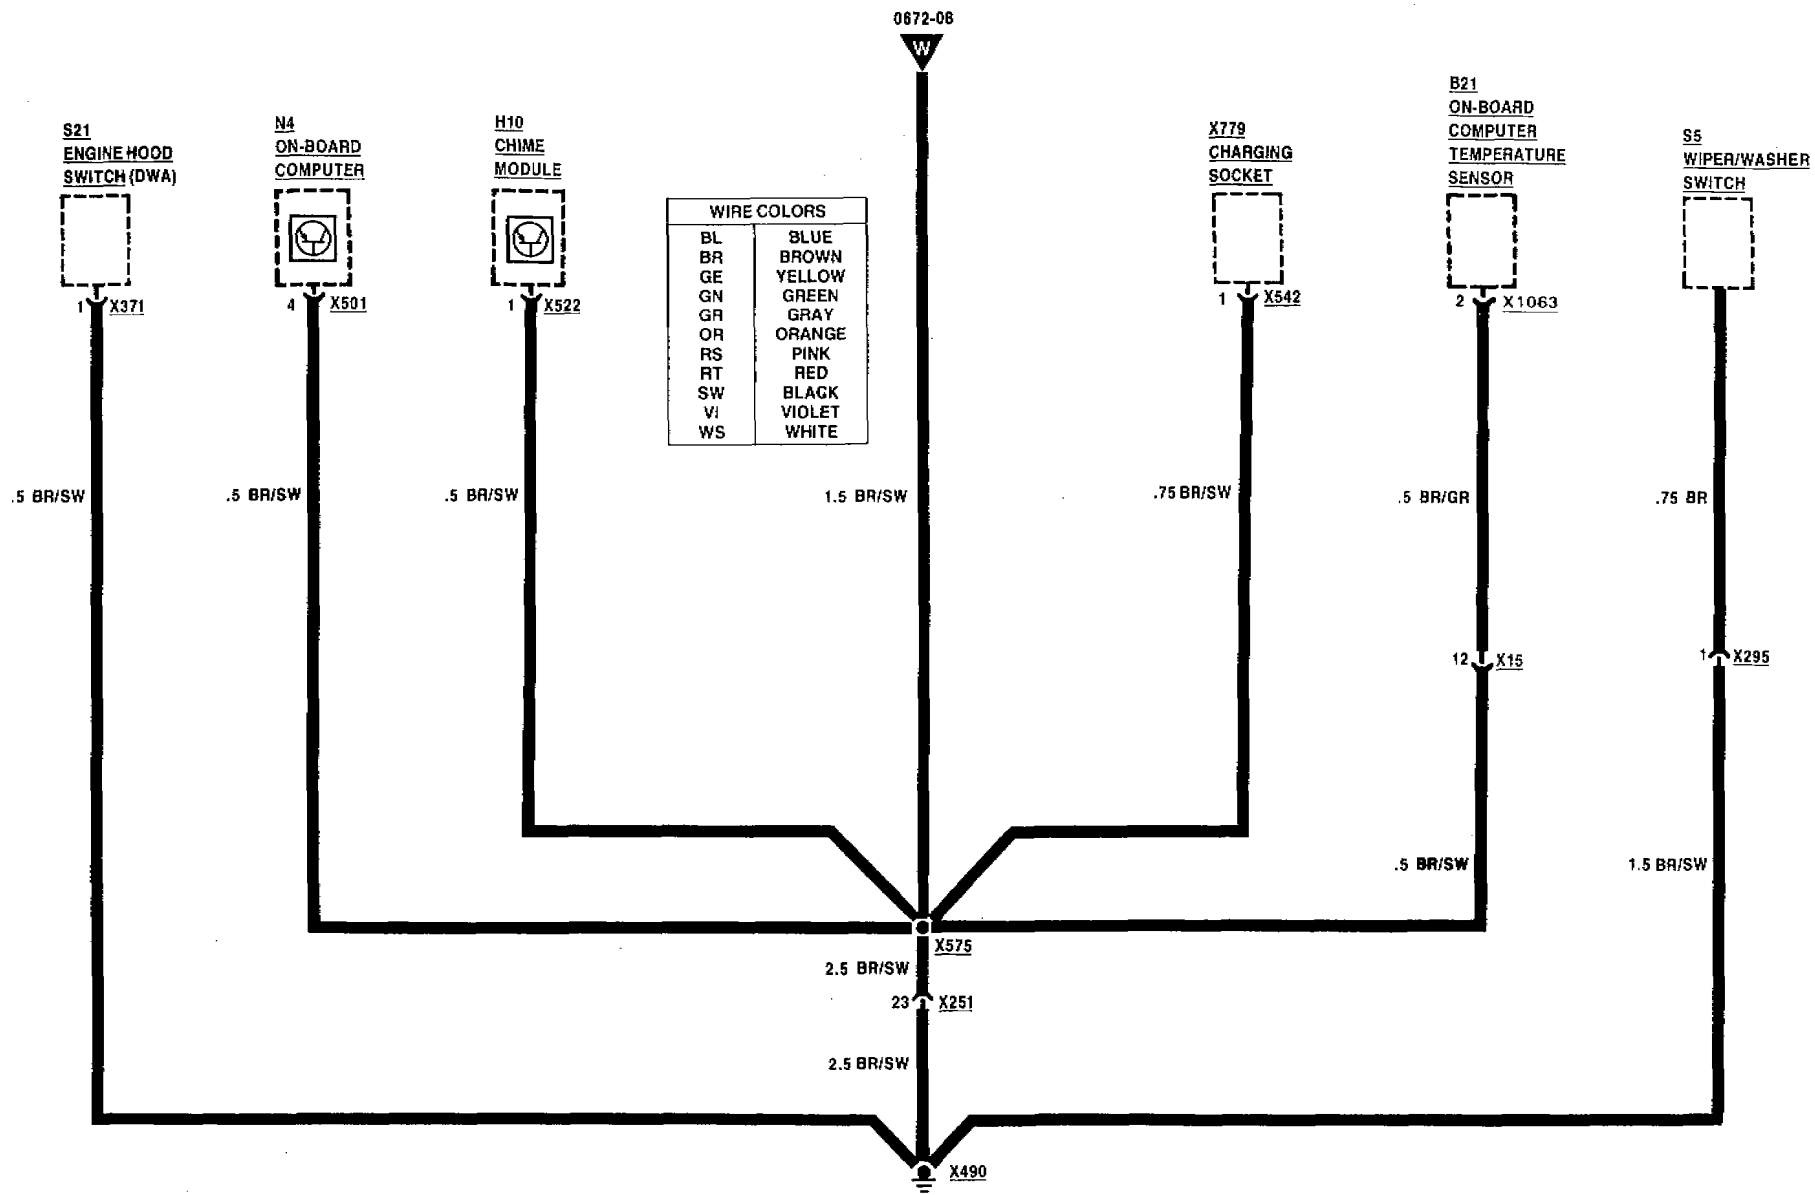 0672-06
W
S21
ENGINE HOOD
SWITCH (DWA)
N4
ON-BOARD
COMPUTER
H10
CHIME
MODULE
X779
CHARGING
SOCKET
B21
ON-BOARD
COMPUTER
TEMPERATURE
SENSOR
S5
WIPER/WASHER
SWITCH
WIRE COLORS
BL BLUE
BR BROWN
GE YELLOW
GN GREEN
GR GRAY
OR ORANGE
RS PINK
RT RED
SW BLACK
VI VIOLET
WS WHITE
1 X371
4 X501
1 X522
1 X542
2 X1063
.5 BR/SW
.5 BR/SW
.5 BR/SW
1.5 BR/SW
.75 BR/SW
.5 BR/GR
.75 BR
12 X15
1 X295
.5 BR/SW
1.5 BR/SW
X575
2.5 BR/SW
23 X251
2.5 BR/SW
X490